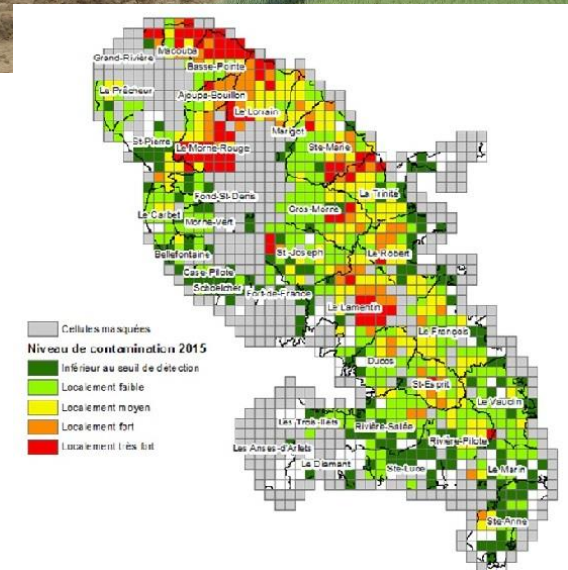 Macouba
Grand-Rivière
Basse-Pointe
Le Prêcheur
Ajoupa-Bouillon
Le Lorrain
Marigot
St-Pierre
Ste-Marie
Le Morne-Rouge
La Trinité
Fond-St-Denis
Gros-Morne
Le Carbet
Morne-Vert
Bellefontaine
St-Joseph
Le Robert
Case-Pilote
Schoelcher
Fort-de-France
Le Lamentin
Le François
Ducos
St-Esprit
Le Vauclin
Les Trois-Ilets
Rivière-Salée
Rivière-Pilote
Les Anses-d'Arlets
Le Diamant
Ste-Luce
Le Marin
Ste-Anne
Cellules masquées
Niveau de contamination 2015
Inférieur au seuil de détection
Localement faible
Localement moyen
Localement fort
Localement très fort